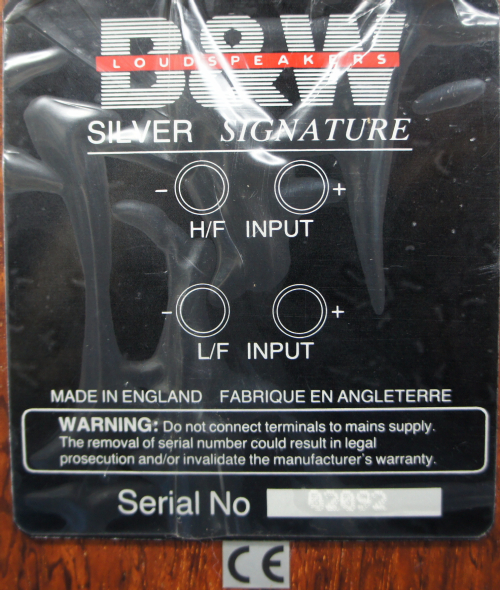 B&W
LOUDSPEAKERS
SILVER SIGNATURE
- +
H/F INPUT
- +
L/F INPUT
MADE IN ENGLAND FABRIQUE EN ANGLETERRE
WARNING: Do not connect terminals to mains supply.
The removal of serial number could result in legal
prosecution and/or invalidate the manufacturer's warranty.
Serial No 02092
CE